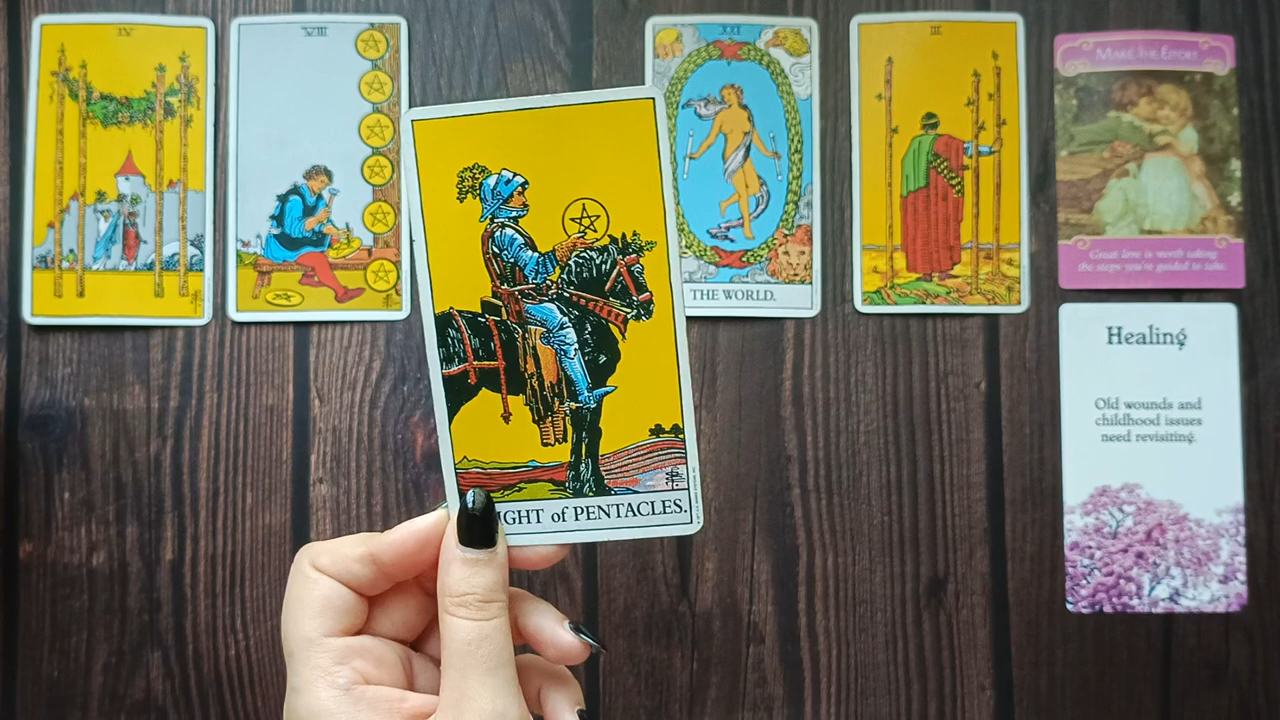 IV
VIII
XXI
III
THE WORLD.
IGHT of PENTACLES.
MAKE THE EFFORT
Great love is worth taking
the steps you're guided to take.
Healing
Old wounds and
childhood issues
need revisiting.